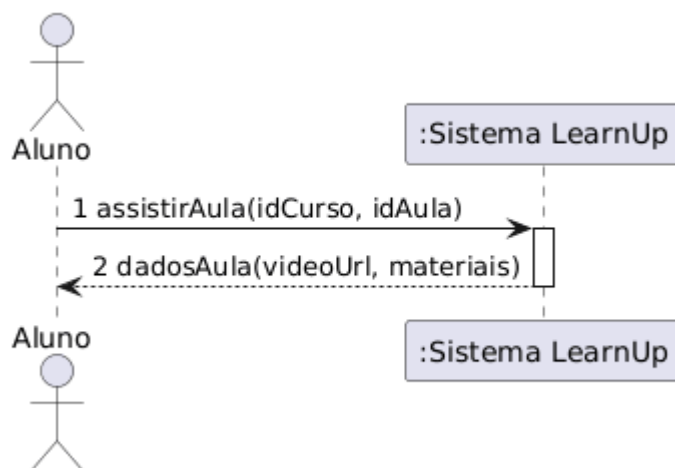 Aluno
:Sistema LearnUp
1 assistirAula(idCurso, idAula)
2 dadosAula(videoUrl, materiais)
Aluno
:Sistema LearnUp